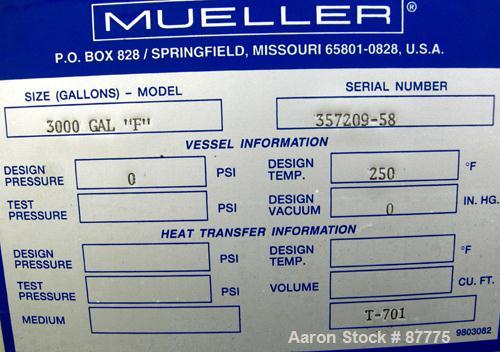 MUELLER®
P.O. BOX 828 / SPRINGFIELD, MISSOURI 65801-0828, U.S.A.
SIZE (GALLONS) – MODEL SERIAL NUMBER
3000 GAL "F" 357209-58
VESSEL INFORMATION
DESIGN PRESSURE 0 PSI DESIGN TEMP. 250 °F
TEST PRESSURE PSI DESIGN VACUUM 0 IN. HG.
HEAT TRANSFER INFORMATION
DESIGN PRESSURE PSI DESIGN TEMP. °F
TEST PRESSURE PSI VOLUME CU. FT.
MEDIUM T-701
9803082
Aaron Stock # 87775